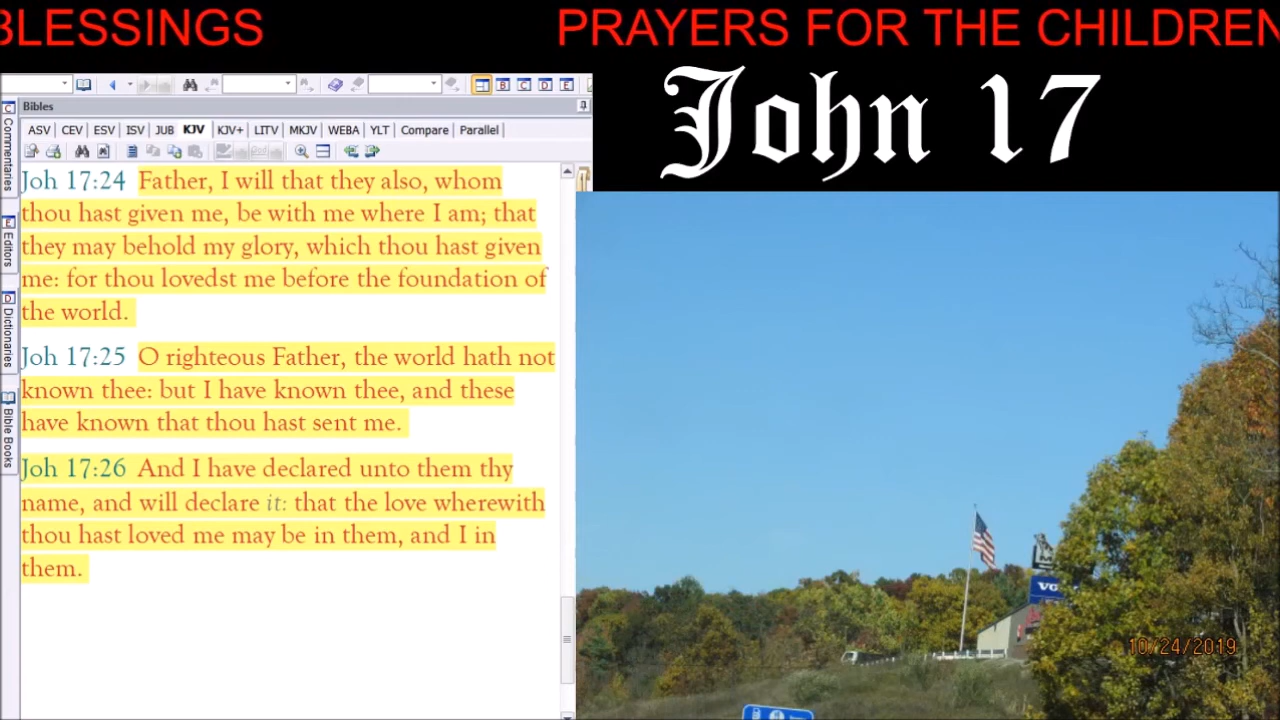 BLESSINGS PRAYERS FOR THE CHILDREN
John 17
Bibles
ASV CEV ESV ISV JUB KJV KJV+ LITV MKJV WEBA YLT Compare Parallel
Commentaries
Editors
Dictionaries
Bible Books
Joh 17:24 Father, I will that they also, whom
thou hast given me, be with me where I am; that
they may behold my glory, which thou hast given
me: for thou lovedst me before the foundation of
the world.
Joh 17:25 O righteous Father, the world hath not
known thee: but I have known thee, and these
have known that thou hast sent me.
Joh 17:26 And I have declared unto them thy
name, and will declare it: that the love wherewith
thou hast loved me may be in them, and I in
them.
10/24/2019